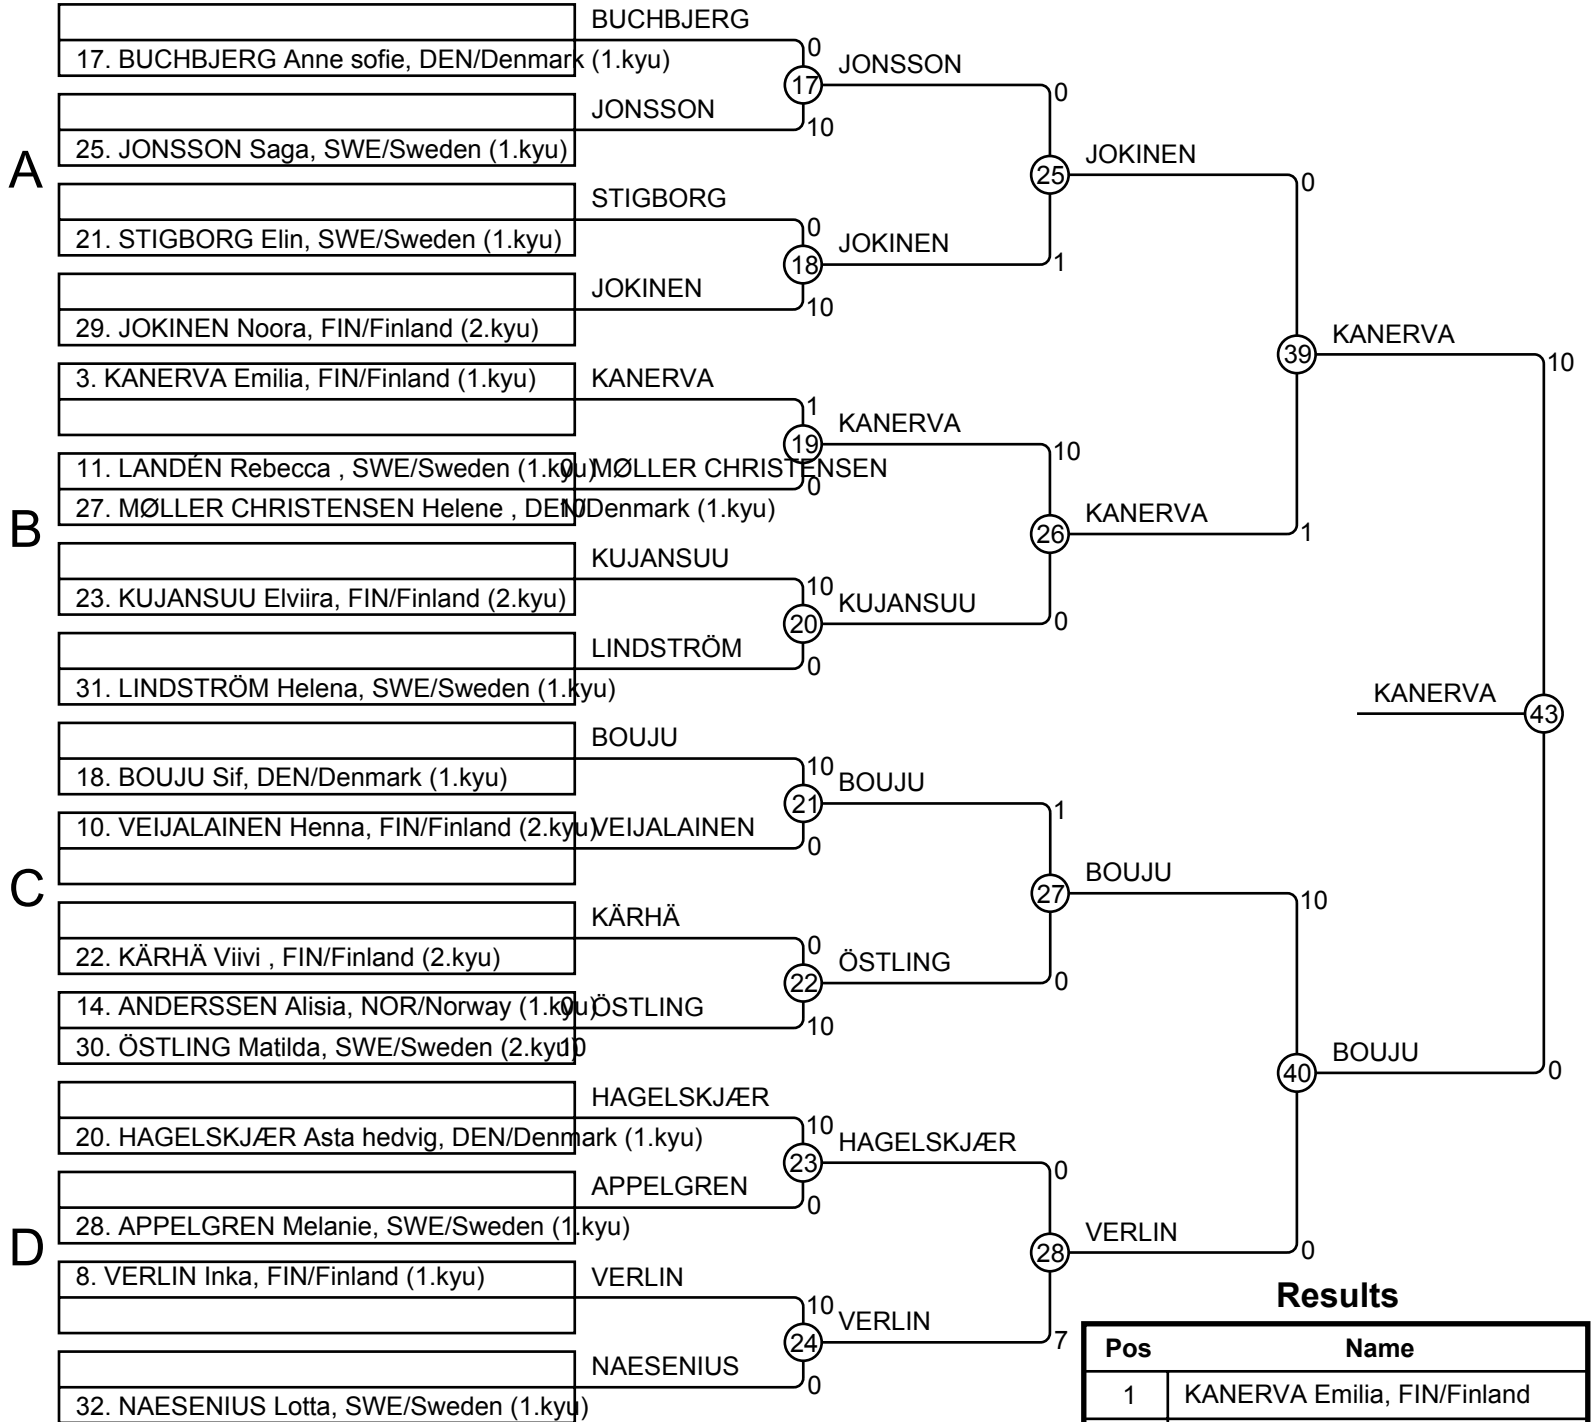 BUCHBJERG
0
17. BUCHBJERG Anne sofie, DEN/Denmark (1.kyu)
17
JONSSON
0
JONSSON
10
25. JONSSON Saga, SWE/Sweden (1.kyu)
A
25
JOKINEN
0
STIGBORG
0
21. STIGBORG Elin, SWE/Sweden (1.kyu)
18
JOKINEN
1
JOKINEN
10
29. JOKINEN Noora, FIN/Finland (2.kyu)
39
KANERVA
10
3. KANERVA Emilia, FIN/Finland (1.kyu)
KANERVA
1
19
KANERVA
10
11. LANDÉN Rebecca , SWE/Sweden (1.kyu)
0
MØLLER CHRISTENSEN
0
27. MØLLER CHRISTENSEN Helene , DEN/Denmark (1.kyu)
10
B
26
KANERVA
1
KUJANSUU
10
23. KUJANSUU Elviira, FIN/Finland (2.kyu)
20
KUJANSUU
0
LINDSTRÖM
0
31. LINDSTRÖM Helena, SWE/Sweden (1.kyu)
KANERVA
43
BOUJU
10
18. BOUJU Sif, DEN/Denmark (1.kyu)
21
BOUJU
1
10. VEIJALAINEN Henna, FIN/Finland (2.kyu)
VEIJALAINEN
0
C
27
BOUJU
10
KÄRHÄ
0
22. KÄRHÄ Viivi , FIN/Finland (2.kyu)
22
ÖSTLING
0
14. ANDERSSEN Alisia, NOR/Norway (1.kyu)
0
ÖSTLING
10
30. ÖSTLING Matilda, SWE/Sweden (2.kyu)
10
40
BOUJU
0
HAGELSKJÆR
10
20. HAGELSKJÆR Asta hedvig, DEN/Denmark (1.kyu)
23
HAGELSKJÆR
0
APPELGREN
0
28. APPELGREN Melanie, SWE/Sweden (1.kyu)
D
28
VERLIN
0
8. VERLIN Inka, FIN/Finland (1.kyu)
VERLIN
10
24
VERLIN
7
NAESENIUS
0
32. NAESENIUS Lotta, SWE/Sweden (1.kyu)
Results
Pos Name
1 KANERVA Emilia, FIN/Finland